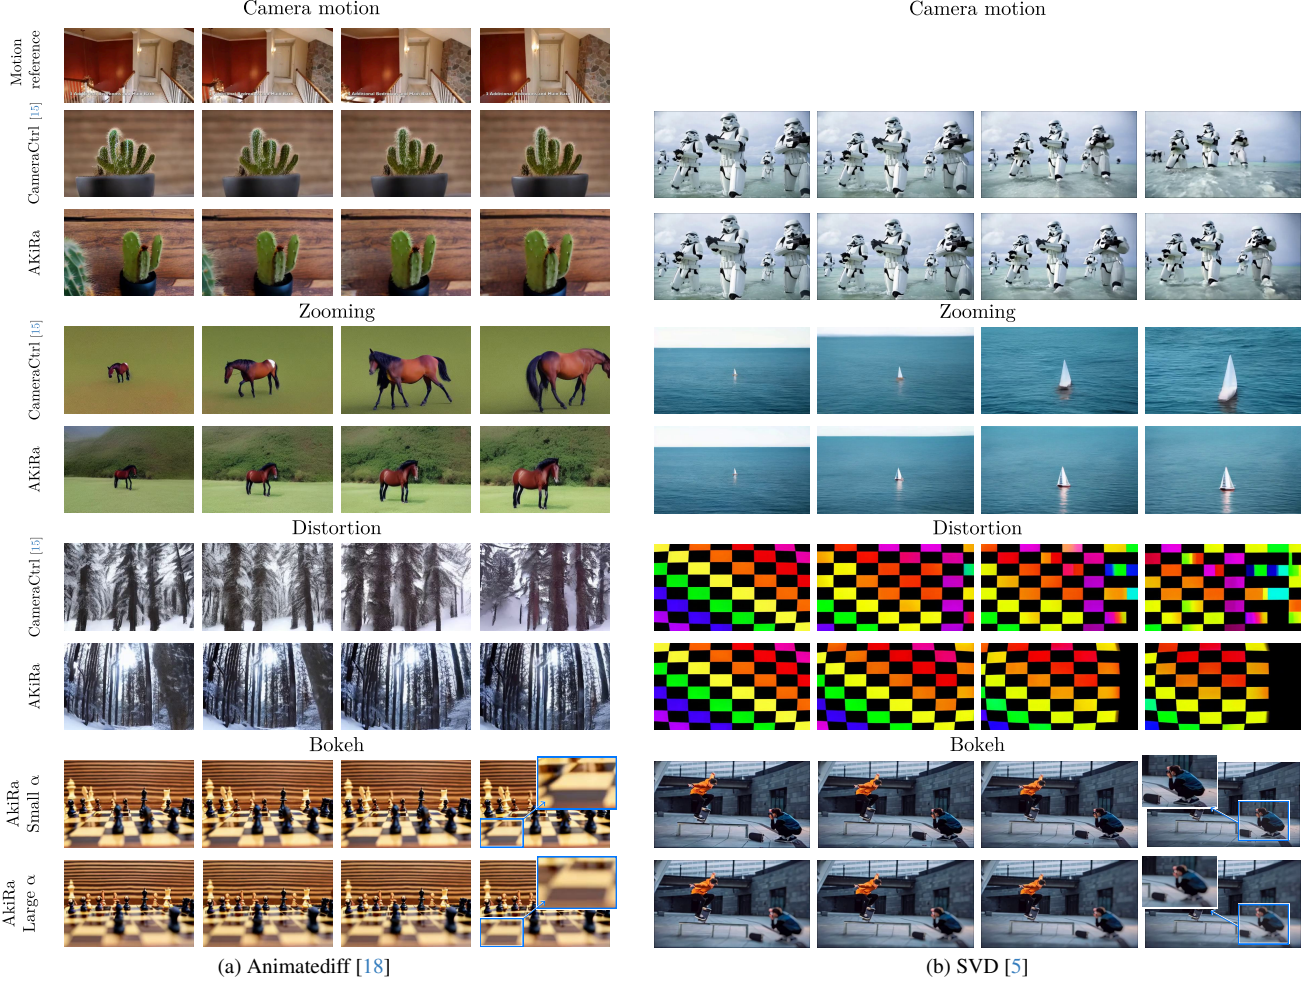 Camera motion
Camera motion
Motion
reference
CameraCtrl [15]
AKiRa
Zooming
Zooming
CameraCtrl [15]
AKiRa
Distortion
Distortion
CameraCtrl [15]
AKiRa
Bokeh
Bokeh
AkiRa
Small α
AkiRa
Large α
(a) Animatediff [18]
(b) SVD [5]